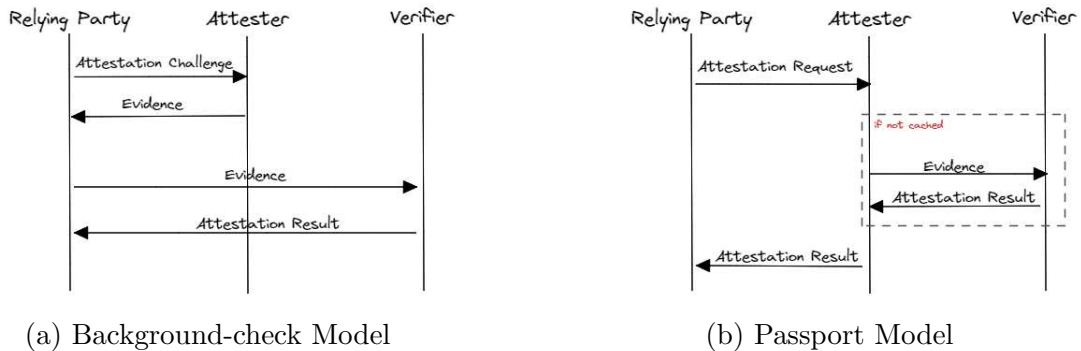 Relying Party Attester Verifier
Attestation Challenge
Evidence
Evidence
Attestation Result
(a) Background-check Model
Relying Party Attester Verifier
Attestation Request
if not cached
Evidence
Attestation Result
Attestation Result
(b) Passport Model